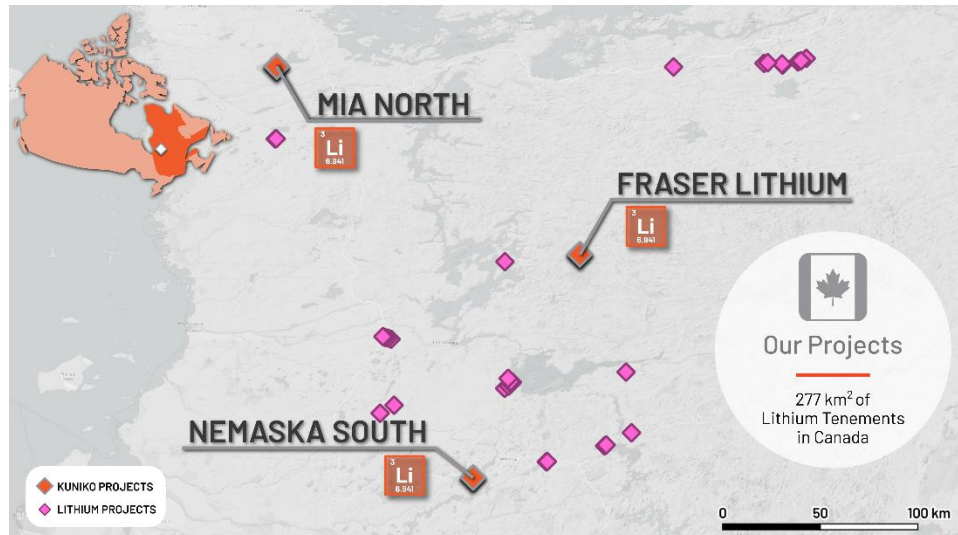 MIA NORTH
3
Li
6.941
FRASER LITHIUM
3
Li
6.941
Our Projects
277 km² of
Lithium Tenements
in Canada
NEMASKA SOUTH
3
Li
6.941
KUNIKO PROJECTS
LITHIUM PROJECTS
0 50 100 km